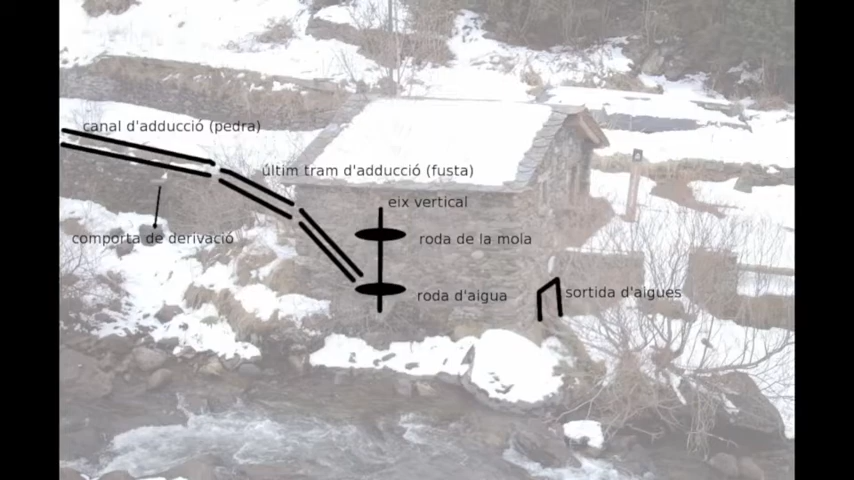 canal d'adducció (pedra)
últim tram d'adducció (fusta)
eix vertical
comporta de derivació
roda de la mola
roda d'aigua
sortida d'aigues